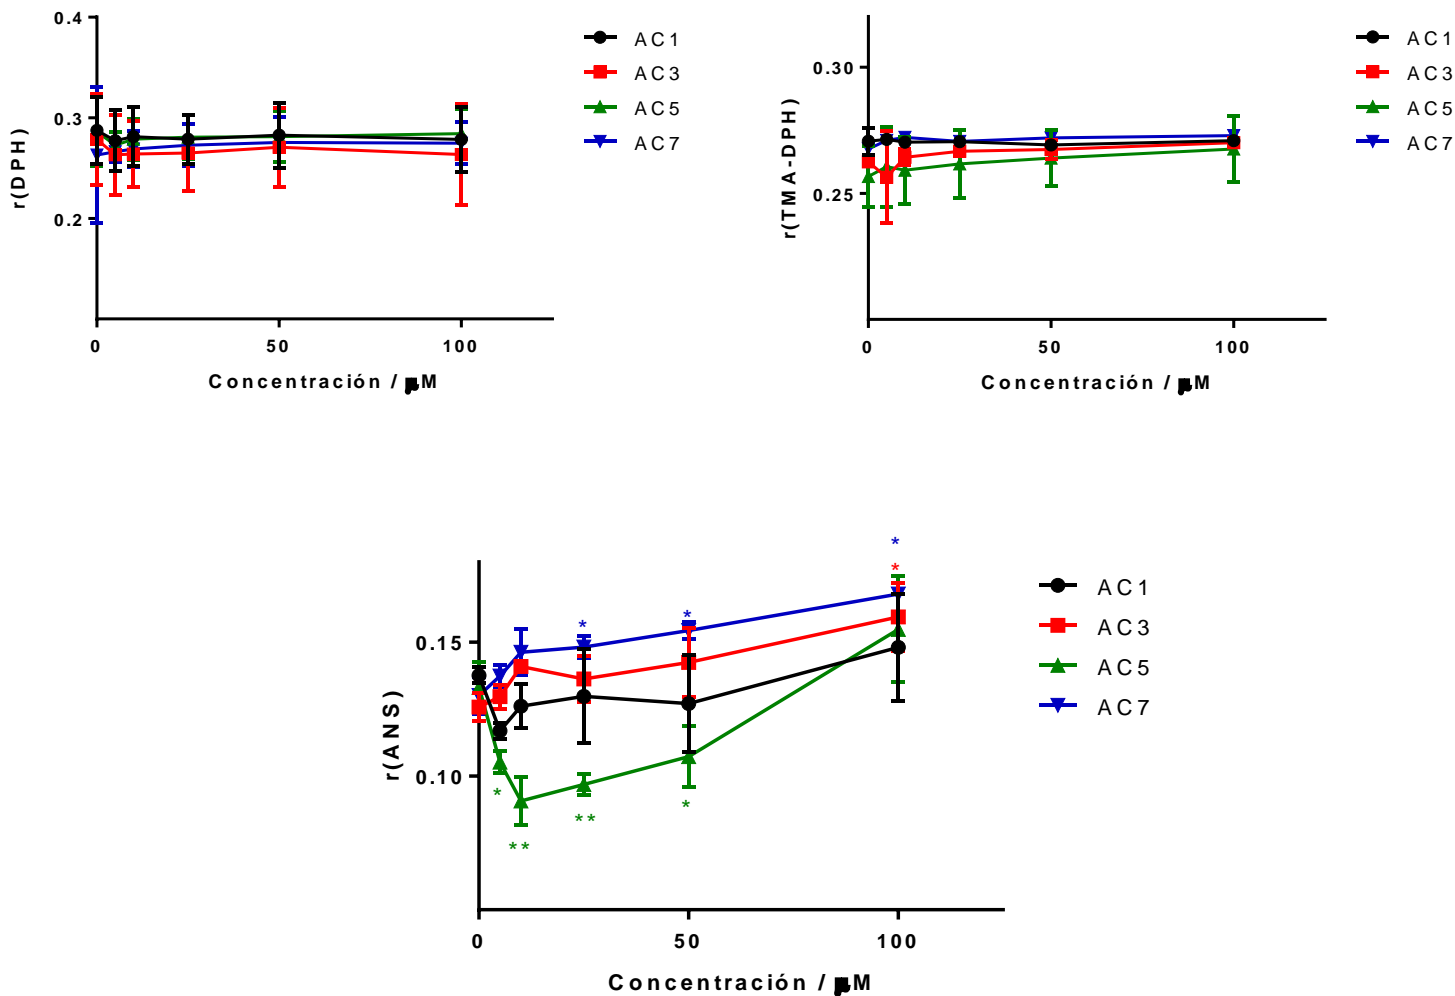 0.4
0.3
0.2
r(DPH)
0
50
100
Concentración / μM
AC1
AC3
AC5
AC7
0.30
0.25
r(TMA-DPH)
0
50
100
Concentración / μM
AC1
AC3
AC5
AC7
0.15
0.10
r(ANS)
*
*
*
*
*
**
**
*
0
50
100
Concentración / μM
AC1
AC3
AC5
AC7